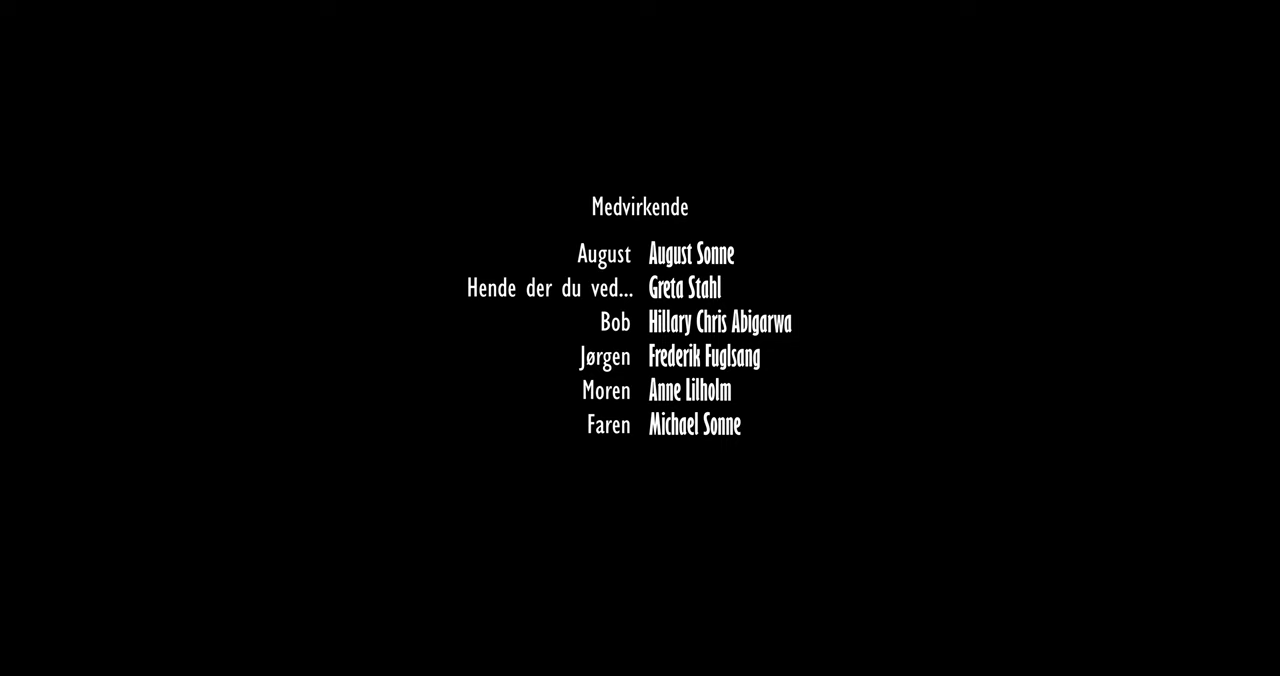 Medvirkende
August August Sonne
Hende der du ved... Greta Stahl
Bob Hillary Chris Abigarwa
Jørgen Frederik Fuglsang
Moren Anne Lilholm
Faren Michael Sonne